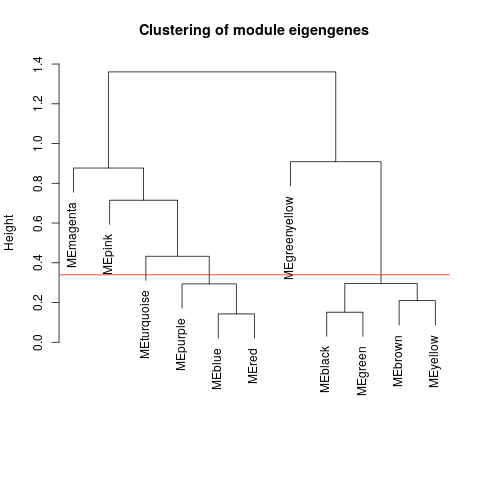 Clustering of module eigengenes
Height
1.4
1.2
1.0
0.8
0.6
0.4
0.2
0.0
MEmagenta
MEpink
MEturquoise
MEpurple
MEblue
MEred
MEgreenyellow
MEblack
MEgreen
MEbrown
MEyellow